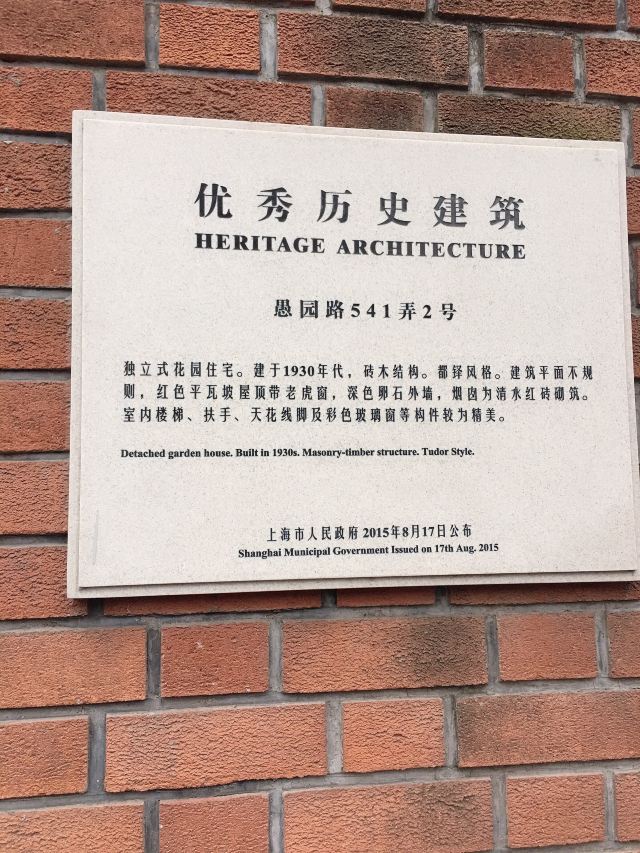 优秀历史建筑
HERITAGE ARCHITECTURE
愚园路541弄2号
独立式花园住宅。建于1930年代，砖木结构。都铎风格。建筑平面不规
则，红色平瓦坡屋顶带老虎窗，深色卵石外墙，烟囱为清水红砖砌筑。
室内楼梯、扶手、天花线脚及彩色玻璃窗等构件较为精美。
Detached garden house. Built in 1930s. Masonry-timber structure. Tudor Style.
上海市人民政府 2015年8月17日公布
Shanghai Municipal Government Issued on 17th Aug. 2015